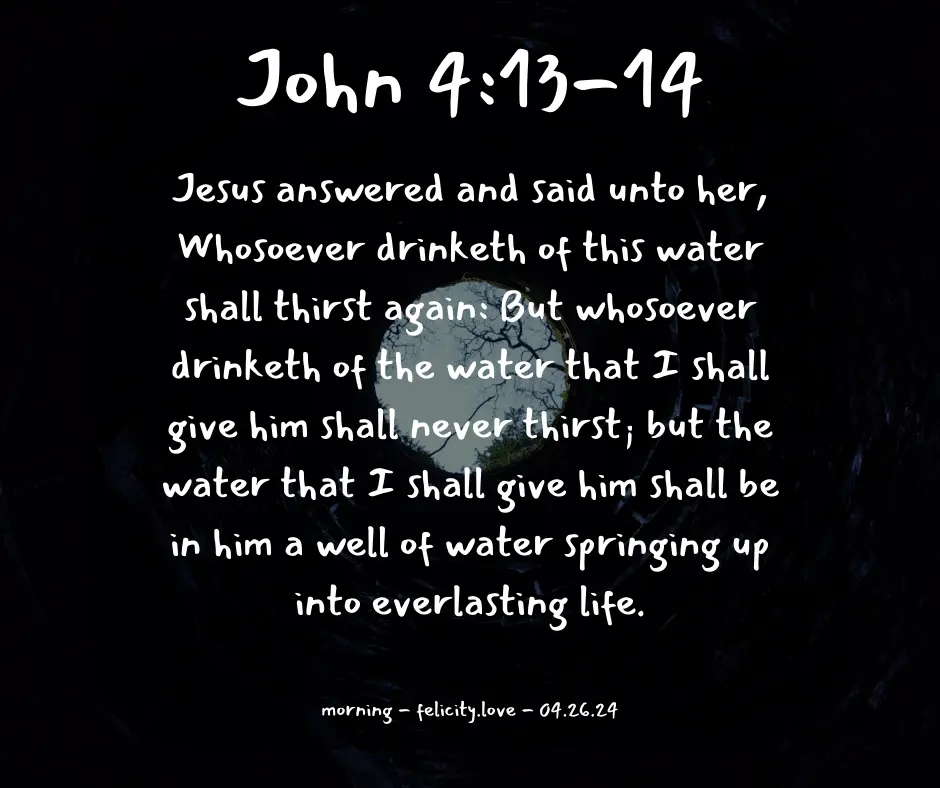 John 4:13–14
Jesus answered and said unto her,
Whosoever drinketh of this water
shall thirst again: But whosoever
drinketh of the water that I shall
give him shall never thirst; but the
water that I shall give him shall be
in him a well of water springing up
into everlasting life.
morning – felicity.love – 04.26.24